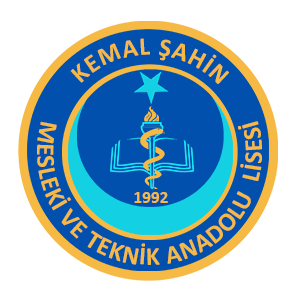 KEMAL ŞAHİN
MESLEKİ VE TEKNİK ANADOLU LİSESİ
1992